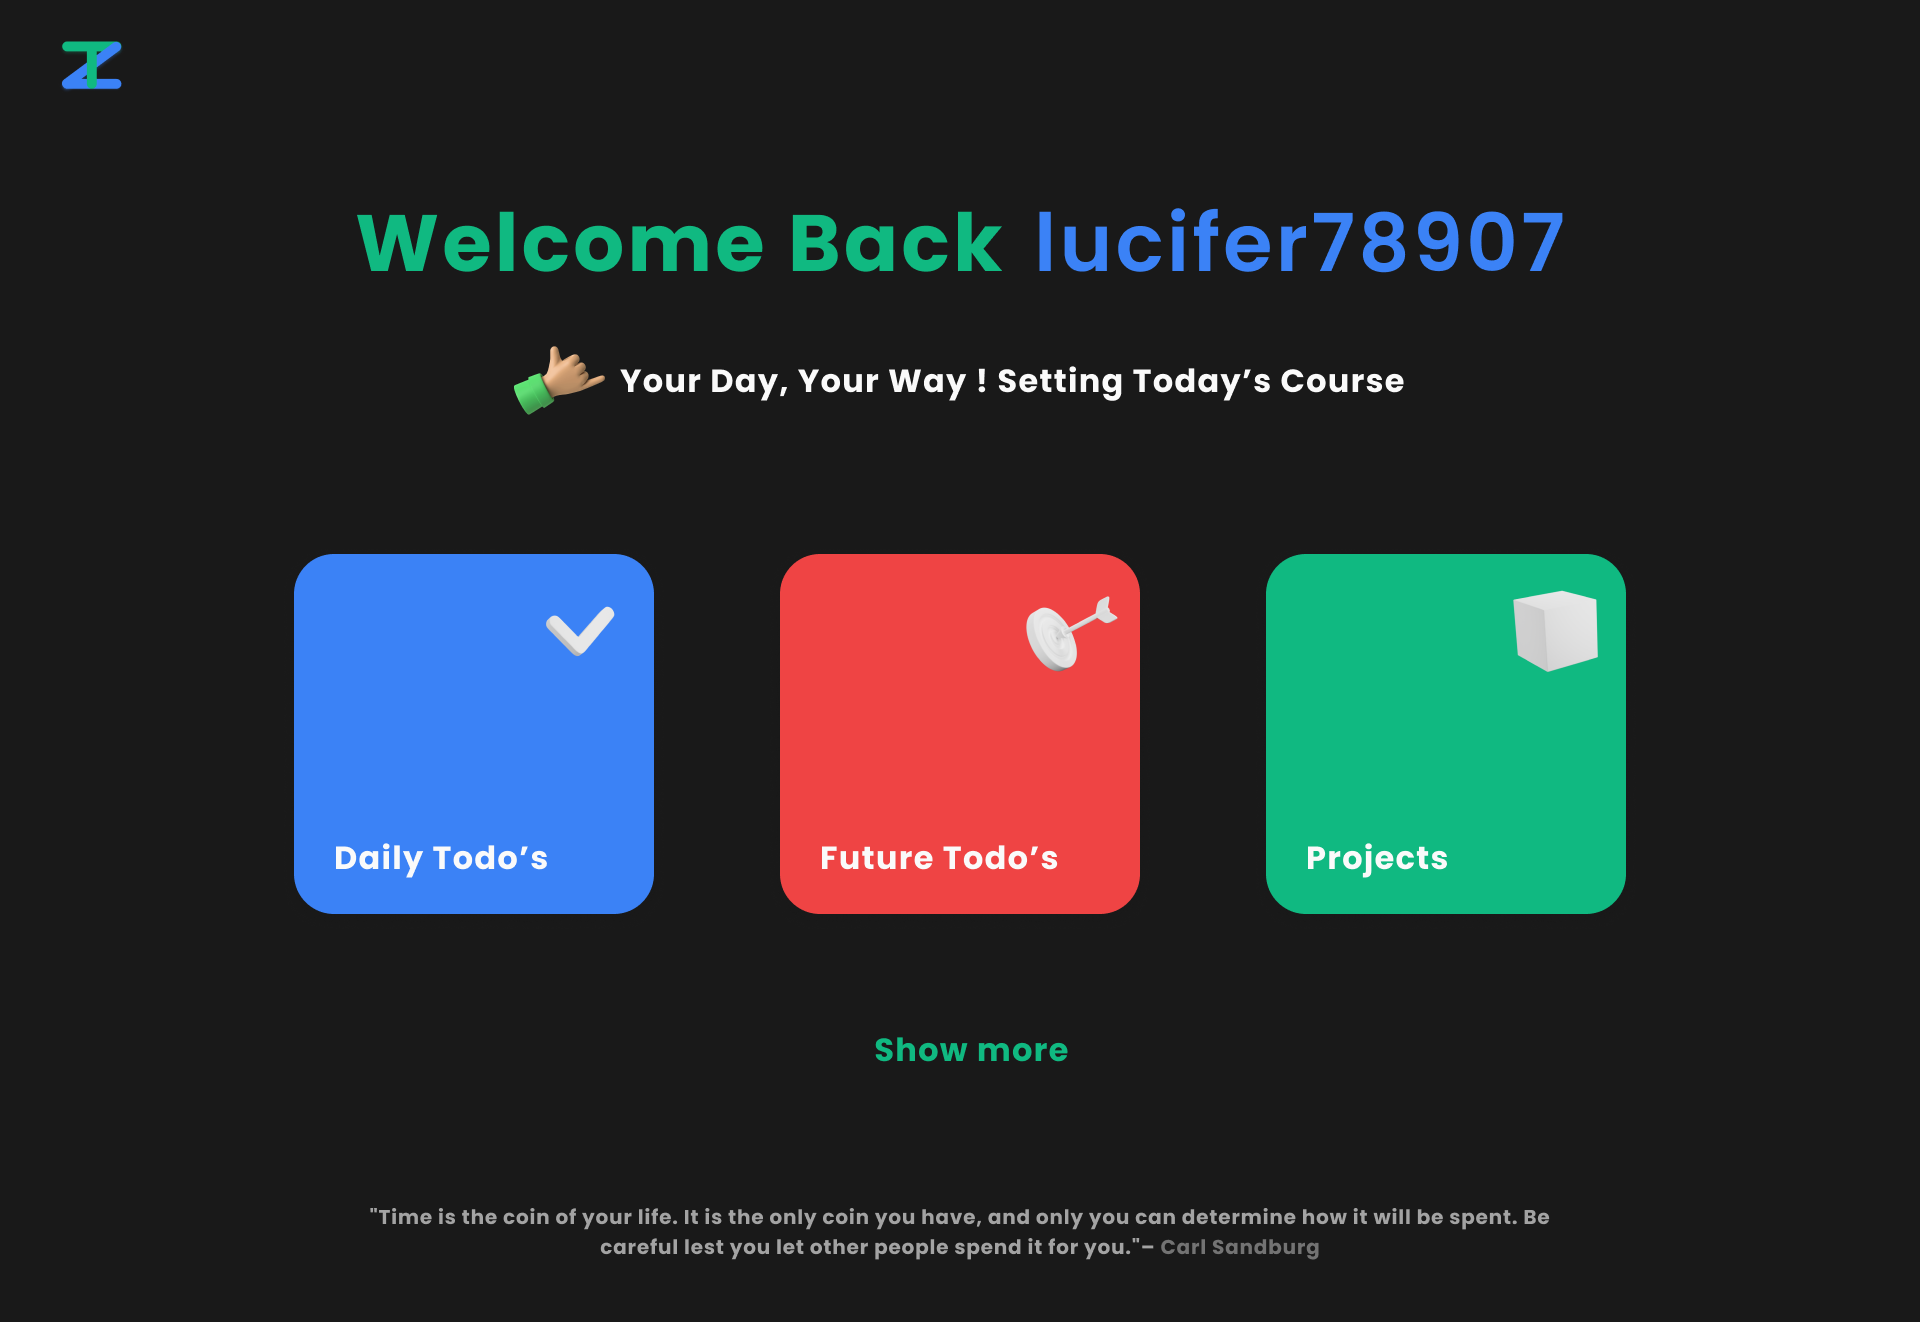 Welcome Back lucifer78907
Your Day, Your Way ! Setting Today’s Course
Daily Todo’s
Future Todo’s
Projects
Show more
"Time is the coin of your life. It is the only coin you have, and only you can determine how it will be spent. Be
careful lest you let other people spend it for you."– Carl Sandburg